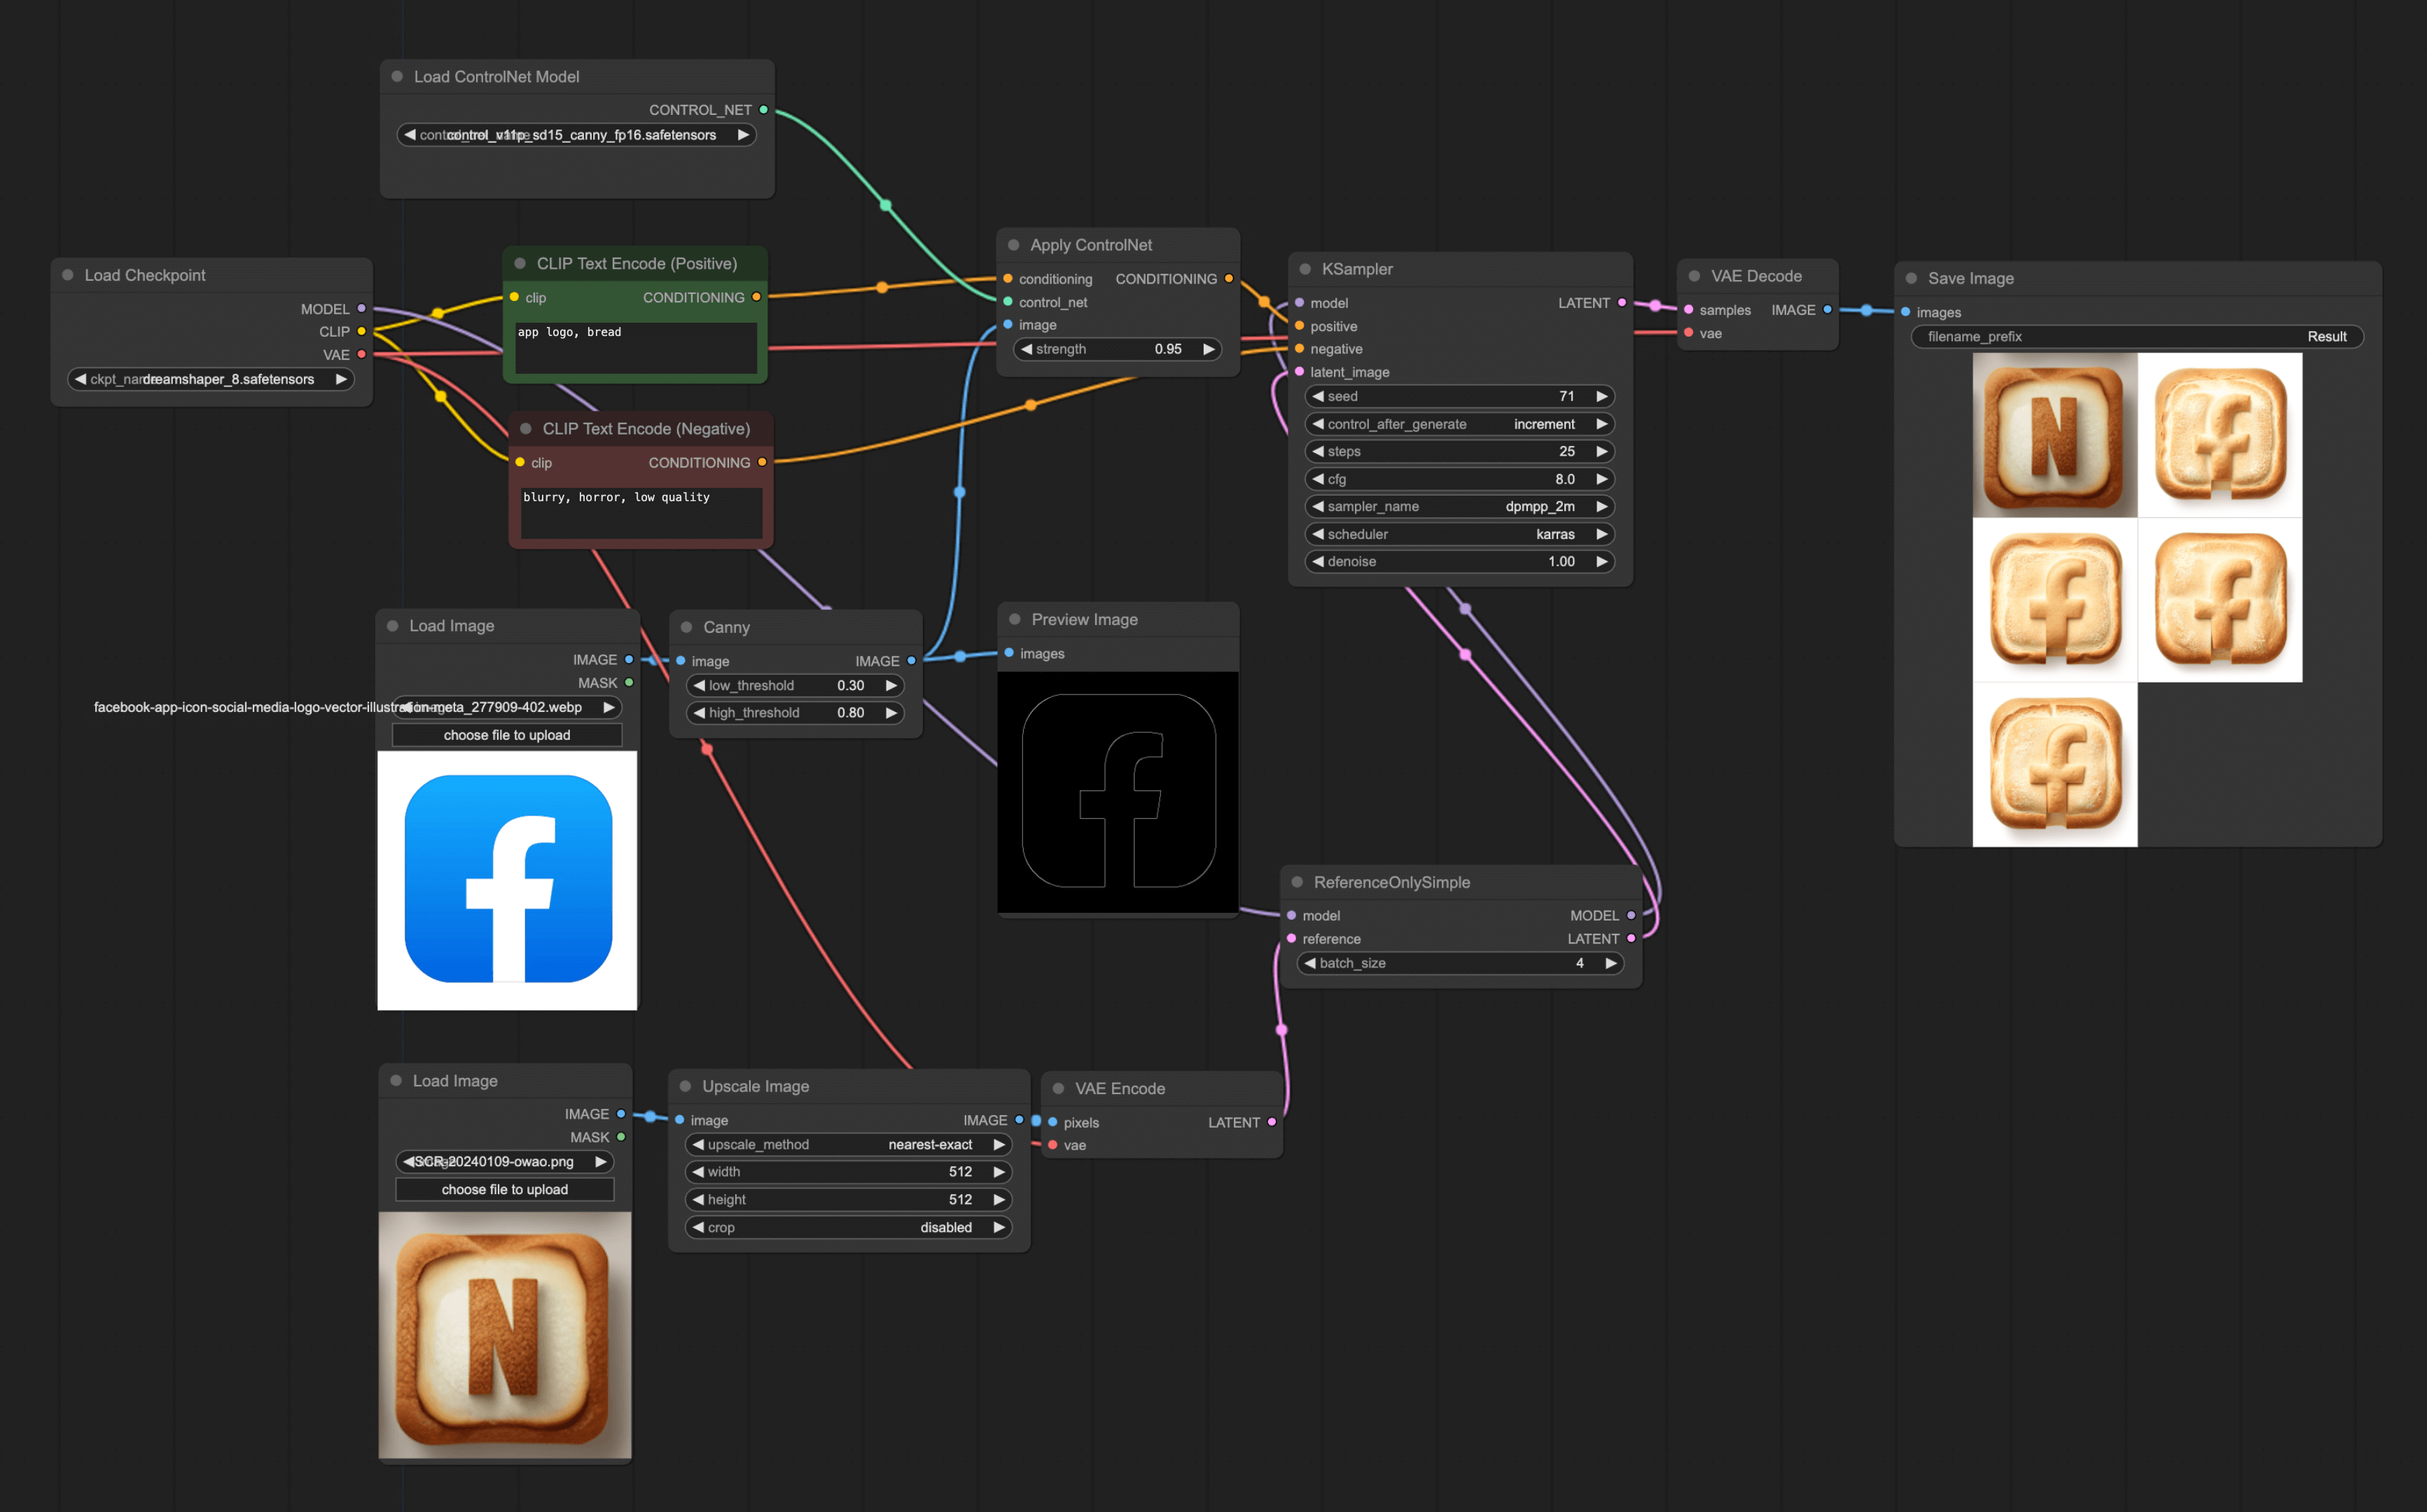 Load ControlNet Model
CONTROL_NET
control_v11p_sd15_canny_fp16.safetensors
Load Checkpoint
MODEL
CLIP
VAE
ckpt_name dreamshaper_8.safetensors
CLIP Text Encode (Positive)
clip CONDITIONING
app logo, bread
CLIP Text Encode (Negative)
clip CONDITIONING
blurry, horror, low quality
Apply ControlNet
conditioning CONDITIONING
control_net
image
strength 0.95
KSampler
model LATENT
positive
negative
latent_image
seed 71
control_after_generate increment
steps 25
cfg 8.0
sampler_name dpmpp_2m
scheduler karras
denoise 1.00
VAE Decode
samples IMAGE
vae
Save Image
images
filename_prefix Result
N
f
f
f
f
Load Image
IMAGE
MASK
facebook-app-icon-social-media-logo-vector-illustration-meta_277909-402.webp
choose file to upload
f
Canny
image IMAGE
low_threshold 0.30
high_threshold 0.80
Preview Image
images
f
ReferenceOnlySimple
model MODEL
reference LATENT
batch_size 4
Load Image
IMAGE
MASK
SCR-20240109-owao.png
choose file to upload
N
Upscale Image
image IMAGE
upscale_method nearest-exact
width 512
height 512
crop disabled
VAE Encode
pixels LATENT
vae